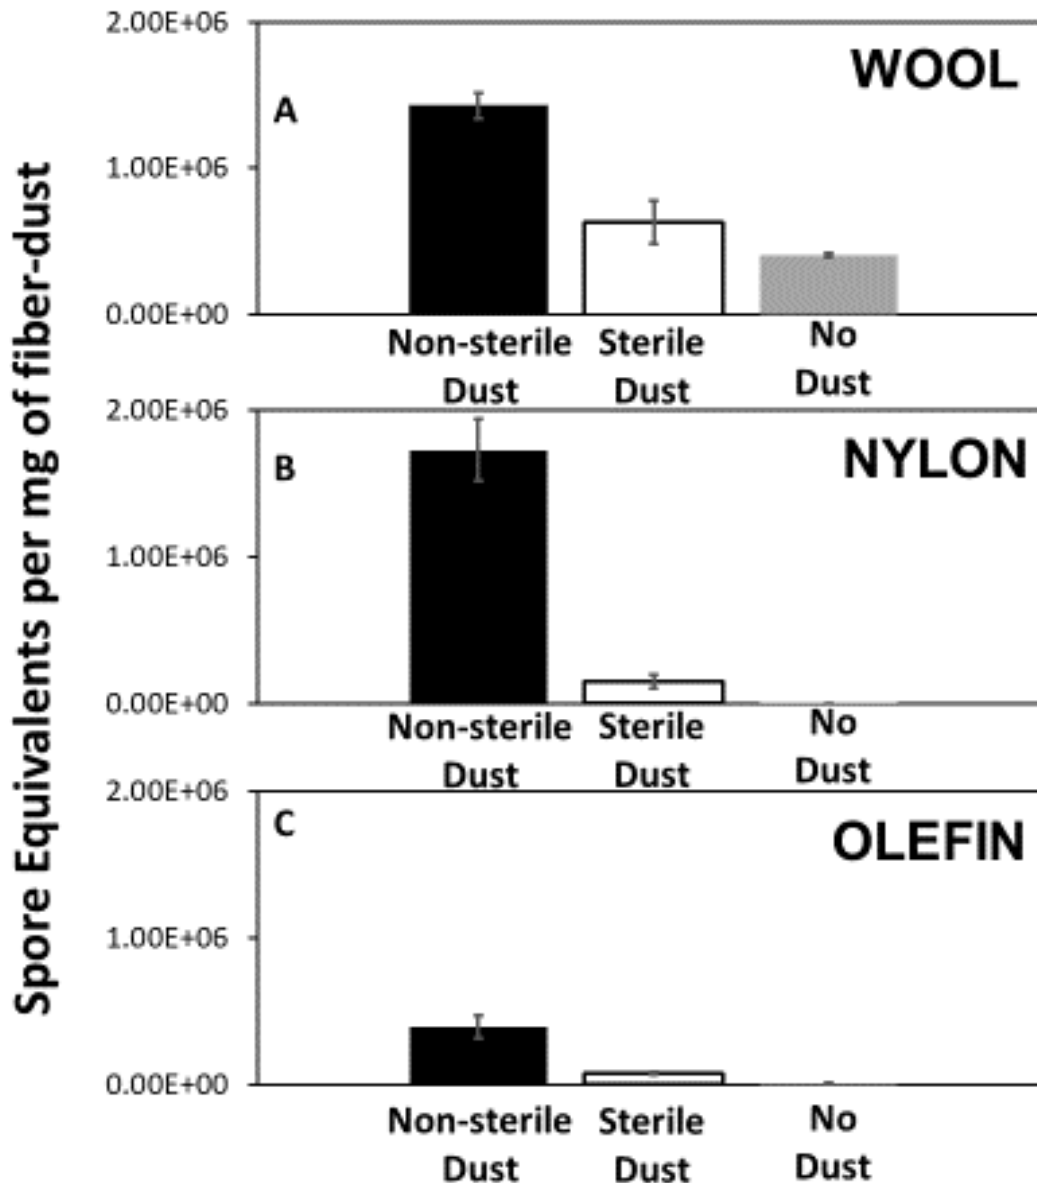 Spore Equivalents per mg of fiber-dust
2.00E+06
1.00E+06
0.00E+00
A
WOOL
Non-sterile
Dust
Sterile
Dust
No
Dust
2.00E+06
1.00E+06
0.00E+00
B
NYLON
Non-sterile
Dust
Sterile
Dust
No
Dust
2.00E+06
1.00E+06
0.00E+00
C
OLEFIN
Non-sterile
Dust
Sterile
Dust
No
Dust